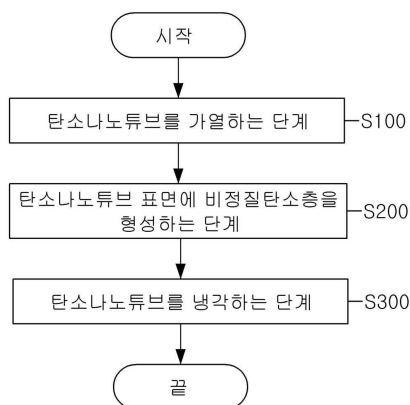 시작
탄소나노튜브를 가열하는 단계
S100
탄소나노튜브 표면에 비정질탄소층을
형성하는 단계
S200
탄소나노튜브를 냉각하는 단계
S300
끝